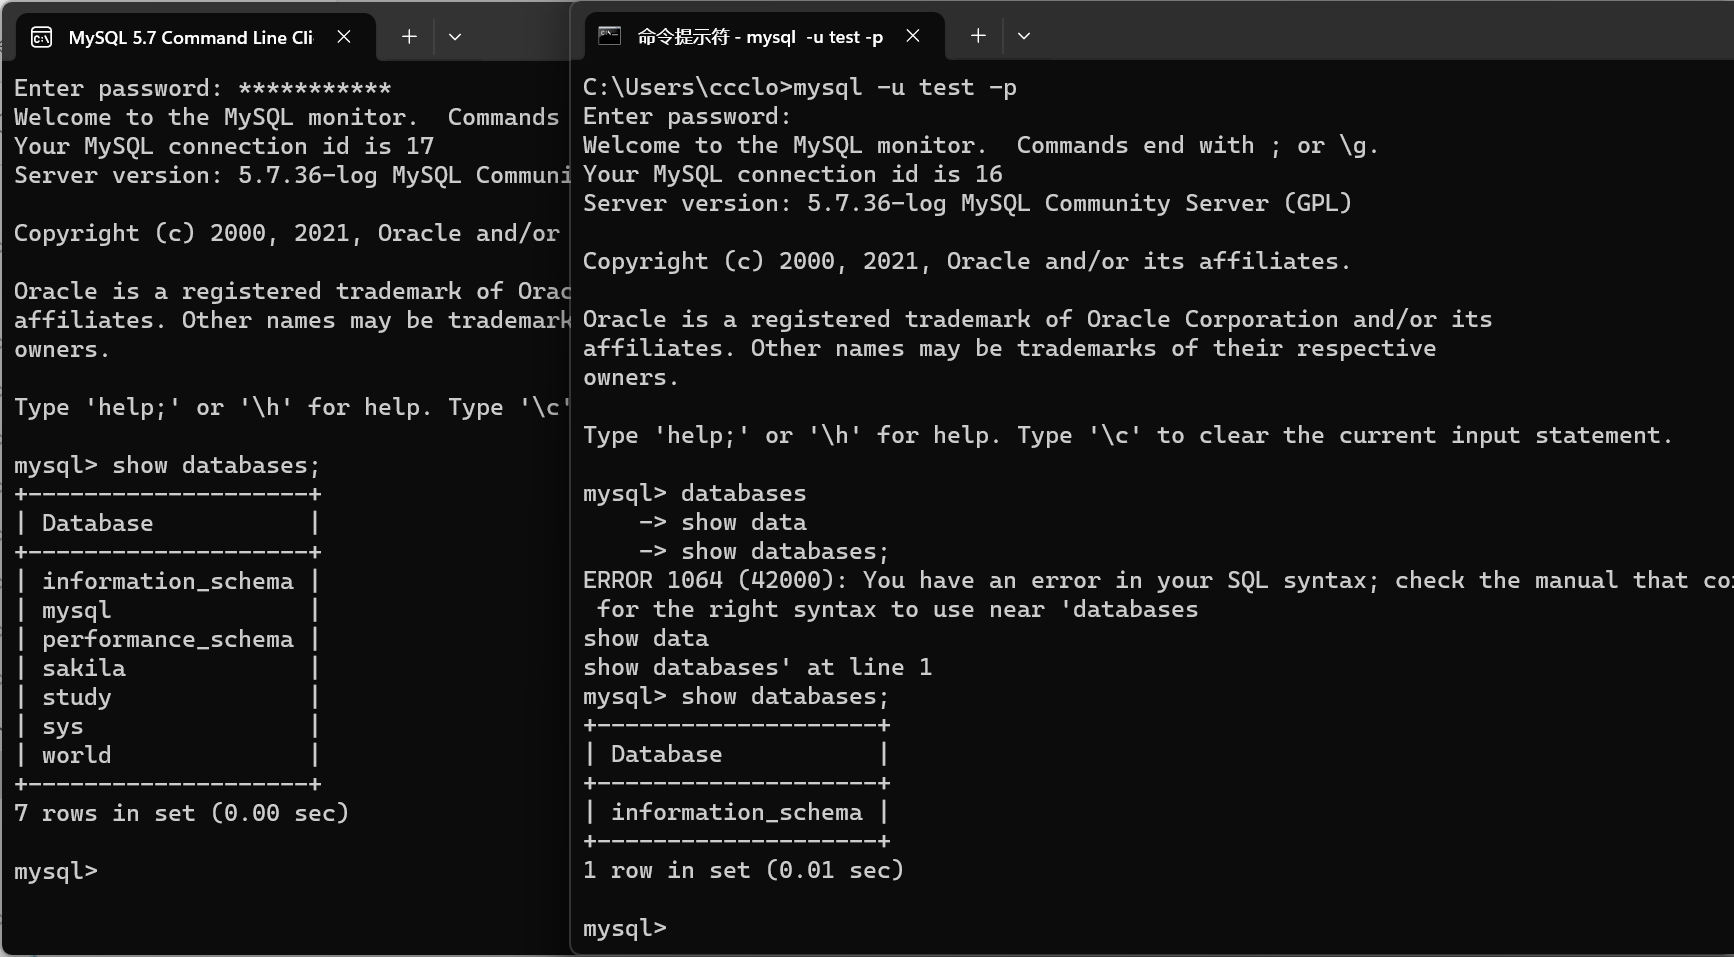 MySQL 5.7 Command Line Cli
Enter password: ***********
Welcome to the MySQL monitor.  Commands
Your MySQL connection id is 17
Server version: 5.7.36-log MySQL Communi
Copyright (c) 2000, 2021, Oracle and/or
Oracle is a registered trademark of Orac
affiliates. Other names may be trademark
owners.
Type 'help;' or '\h' for help. Type '\c'
mysql> show databases;
+--------------------+
| Database           |
+--------------------+
| information_schema |
| mysql              |
| performance_schema |
| sakila             |
| study              |
| sys                |
| world              |
+--------------------+
7 rows in set (0.00 sec)
mysql>
命令提示符 - mysql  -u test -p
C:\Users\ccclo>mysql -u test -p
Enter password:
Welcome to the MySQL monitor.  Commands end with ; or \g.
Your MySQL connection id is 16
Server version: 5.7.36-log MySQL Community Server (GPL)
Copyright (c) 2000, 2021, Oracle and/or its affiliates.
Oracle is a registered trademark of Oracle Corporation and/or its
affiliates. Other names may be trademarks of their respective
owners.
Type 'help;' or '\h' for help. Type '\c' to clear the current input statement.
mysql> databases
    -> show data
    -> show databases;
ERROR 1064 (42000): You have an error in your SQL syntax; check the manual that co
 for the right syntax to use near 'databases
show data
show databases' at line 1
mysql> show databases;
+--------------------+
| Database           |
+--------------------+
| information_schema |
+--------------------+
1 row in set (0.01 sec)
mysql>